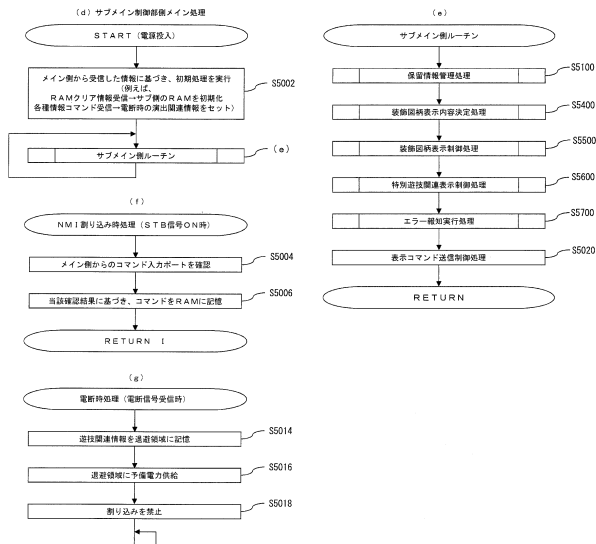 (d) サブメイン制御部側メイン処理
START (電源投入)
メイン側から受信した情報に基づき、初期処理を実行
(例えば、
RAMクリア情報受信→サブ側のRAMを初期化
各種情報コマンド受信→電断時の演出関連情報をセット)
S5002
サブメイン側ルーチン
(e)
(f)
NMI割り込み時処理 (STB信号ON時)
メイン側からのコマンド入力ポートを確認
S5004
当該確認結果に基づき、コマンドをRAMに記憶
S5006
RETURN I
(g)
電断時処理 (電断信号受信時)
遊技関連情報を退避領域に記憶
S5014
退避領域に予備電力供給
S5016
割り込みを禁止
S5018
(e)
サブメイン側ルーチン
保留情報管理処理
S5100
装飾図柄表示内容決定処理
S5400
装飾図柄表示制御処理
S5500
特別遊技関連表示制御処理
S5600
エラー報知実行処理
S5700
表示コマンド送信制御処理
S5020
RETURN